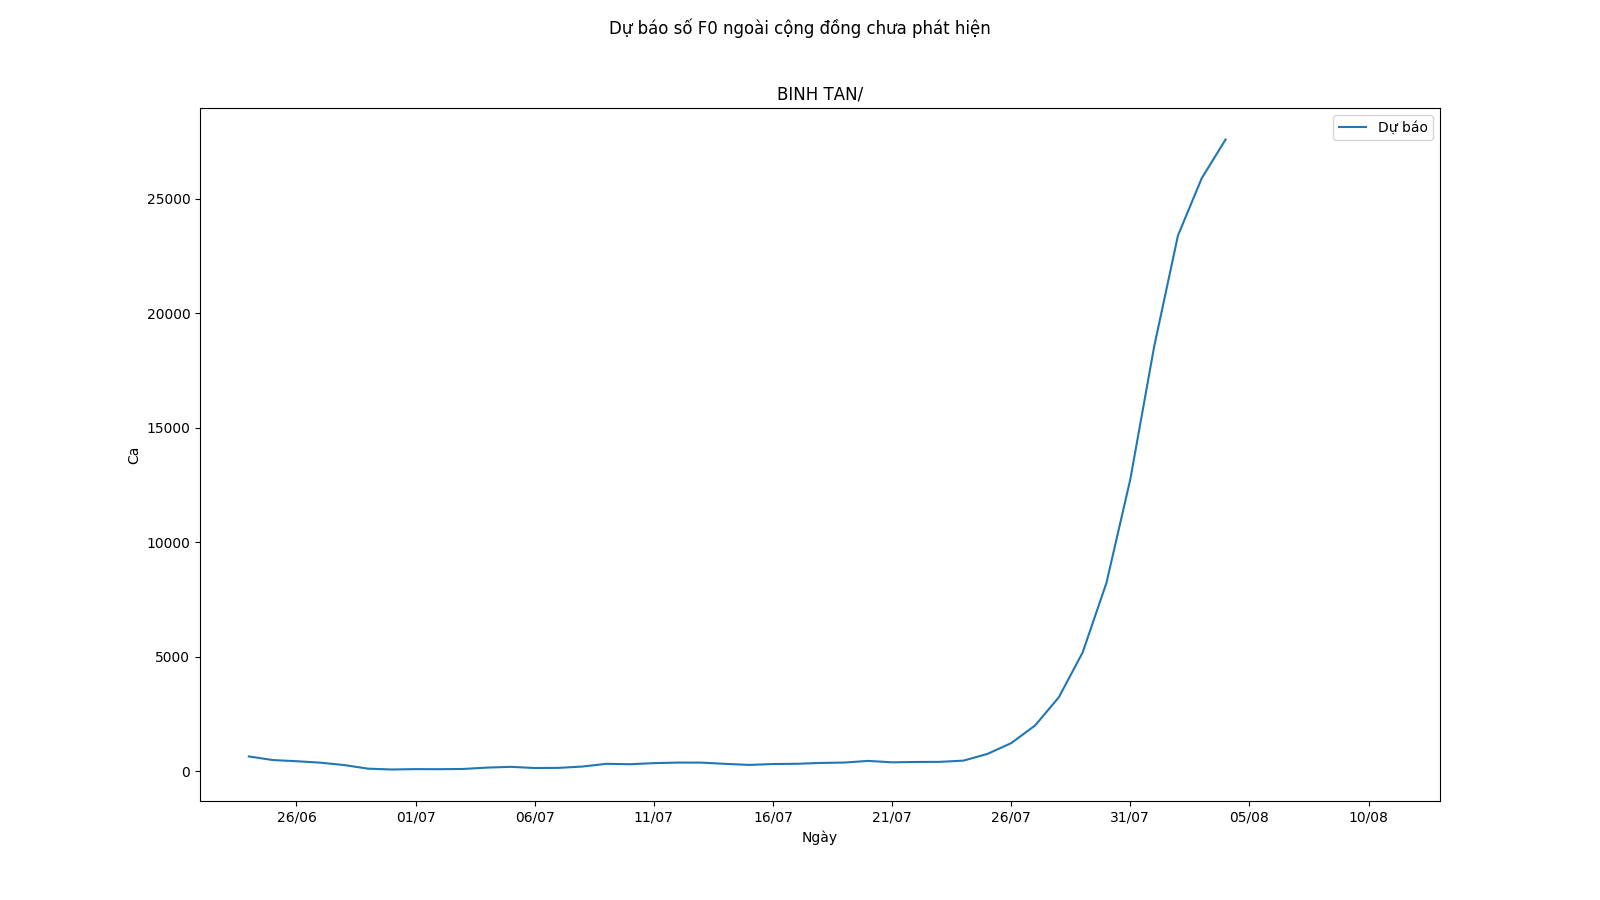 Dự báo số F0 ngoài cộng đồng chưa phát hiện
BINH TAN/
Dự báo
25000
20000
15000
10000
5000
0
Ca
26/06 01/07 06/07 11/07 16/07 21/07 26/07 31/07 05/08 10/08
Ngày